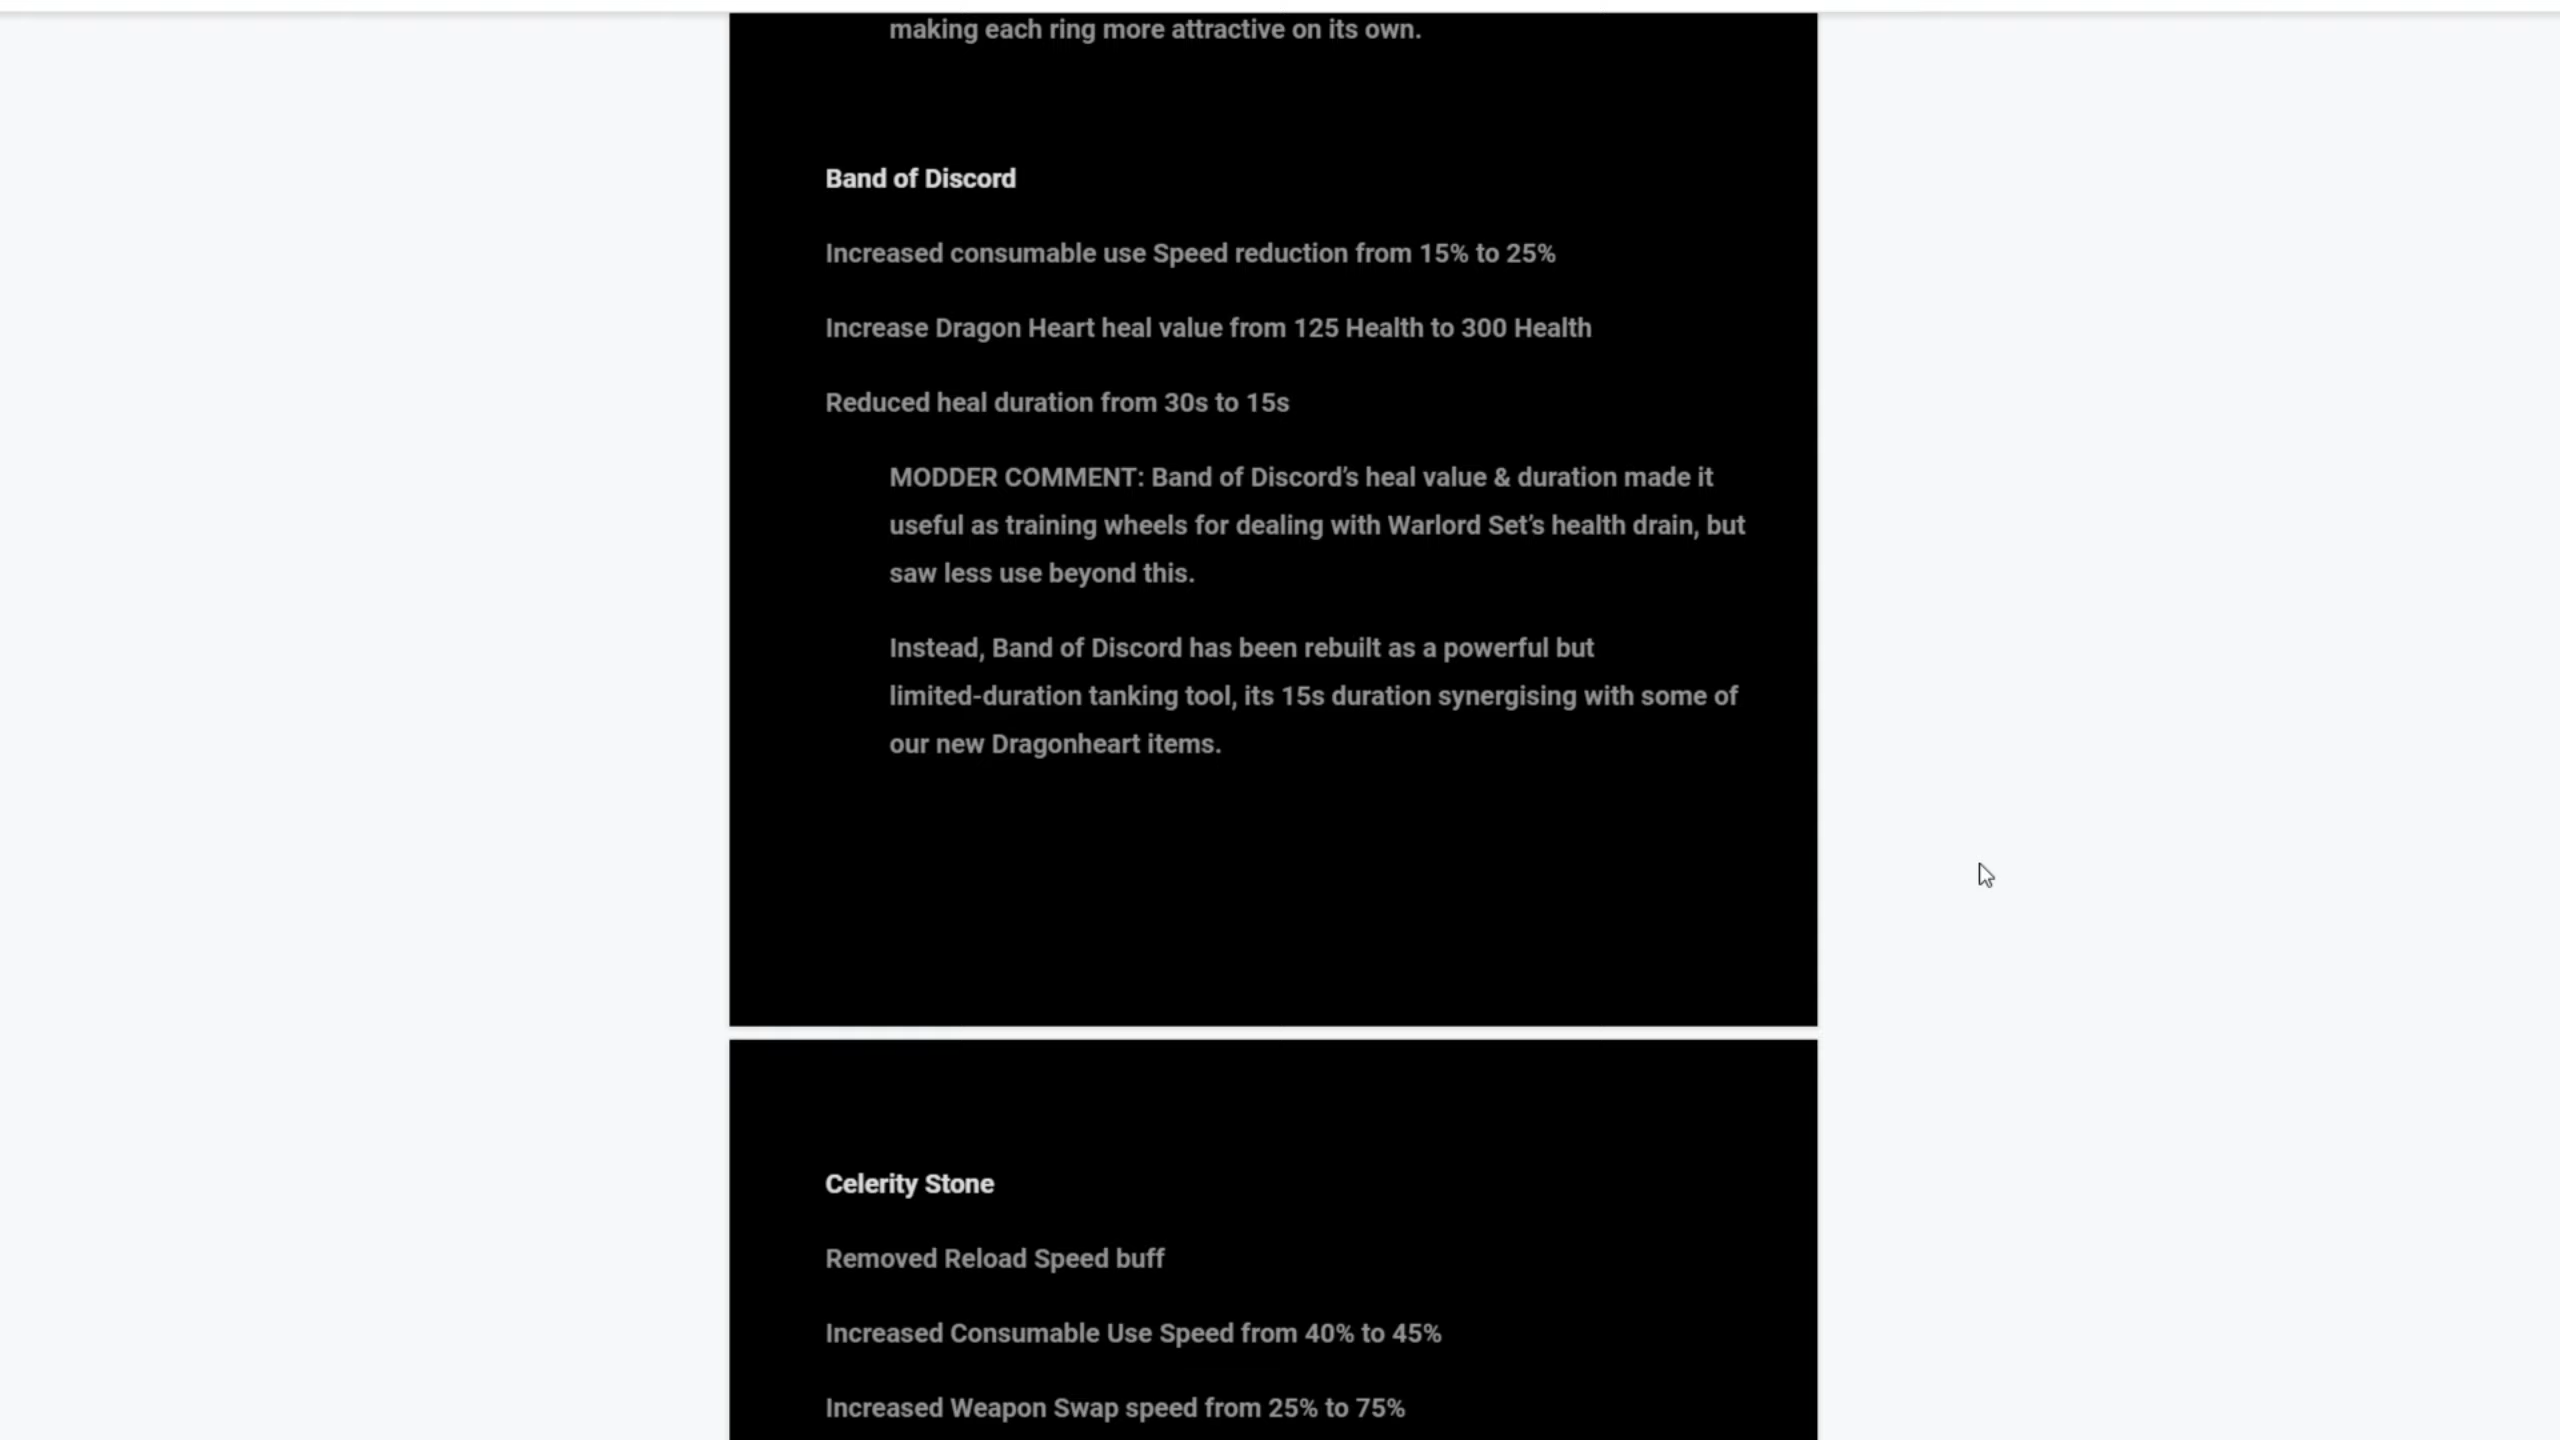 making each ring more attractive on its own.
Band of Discord
Increased consumable use Speed reduction from 15% to 25%
Increase Dragon Heart heal value from 125 Health to 300 Health
Reduced heal duration from 30s to 15s
MODDER COMMENT: Band of Discord’s heal value & duration made it
useful as training wheels for dealing with Warlord Set’s health drain, but
saw less use beyond this.
Instead, Band of Discord has been rebuilt as a powerful but
limited-duration tanking tool, its 15s duration synergising with some of
our new Dragonheart items.
Celerity Stone
Removed Reload Speed buff
Increased Consumable Use Speed from 40% to 45%
Increased Weapon Swap speed from 25% to 75%